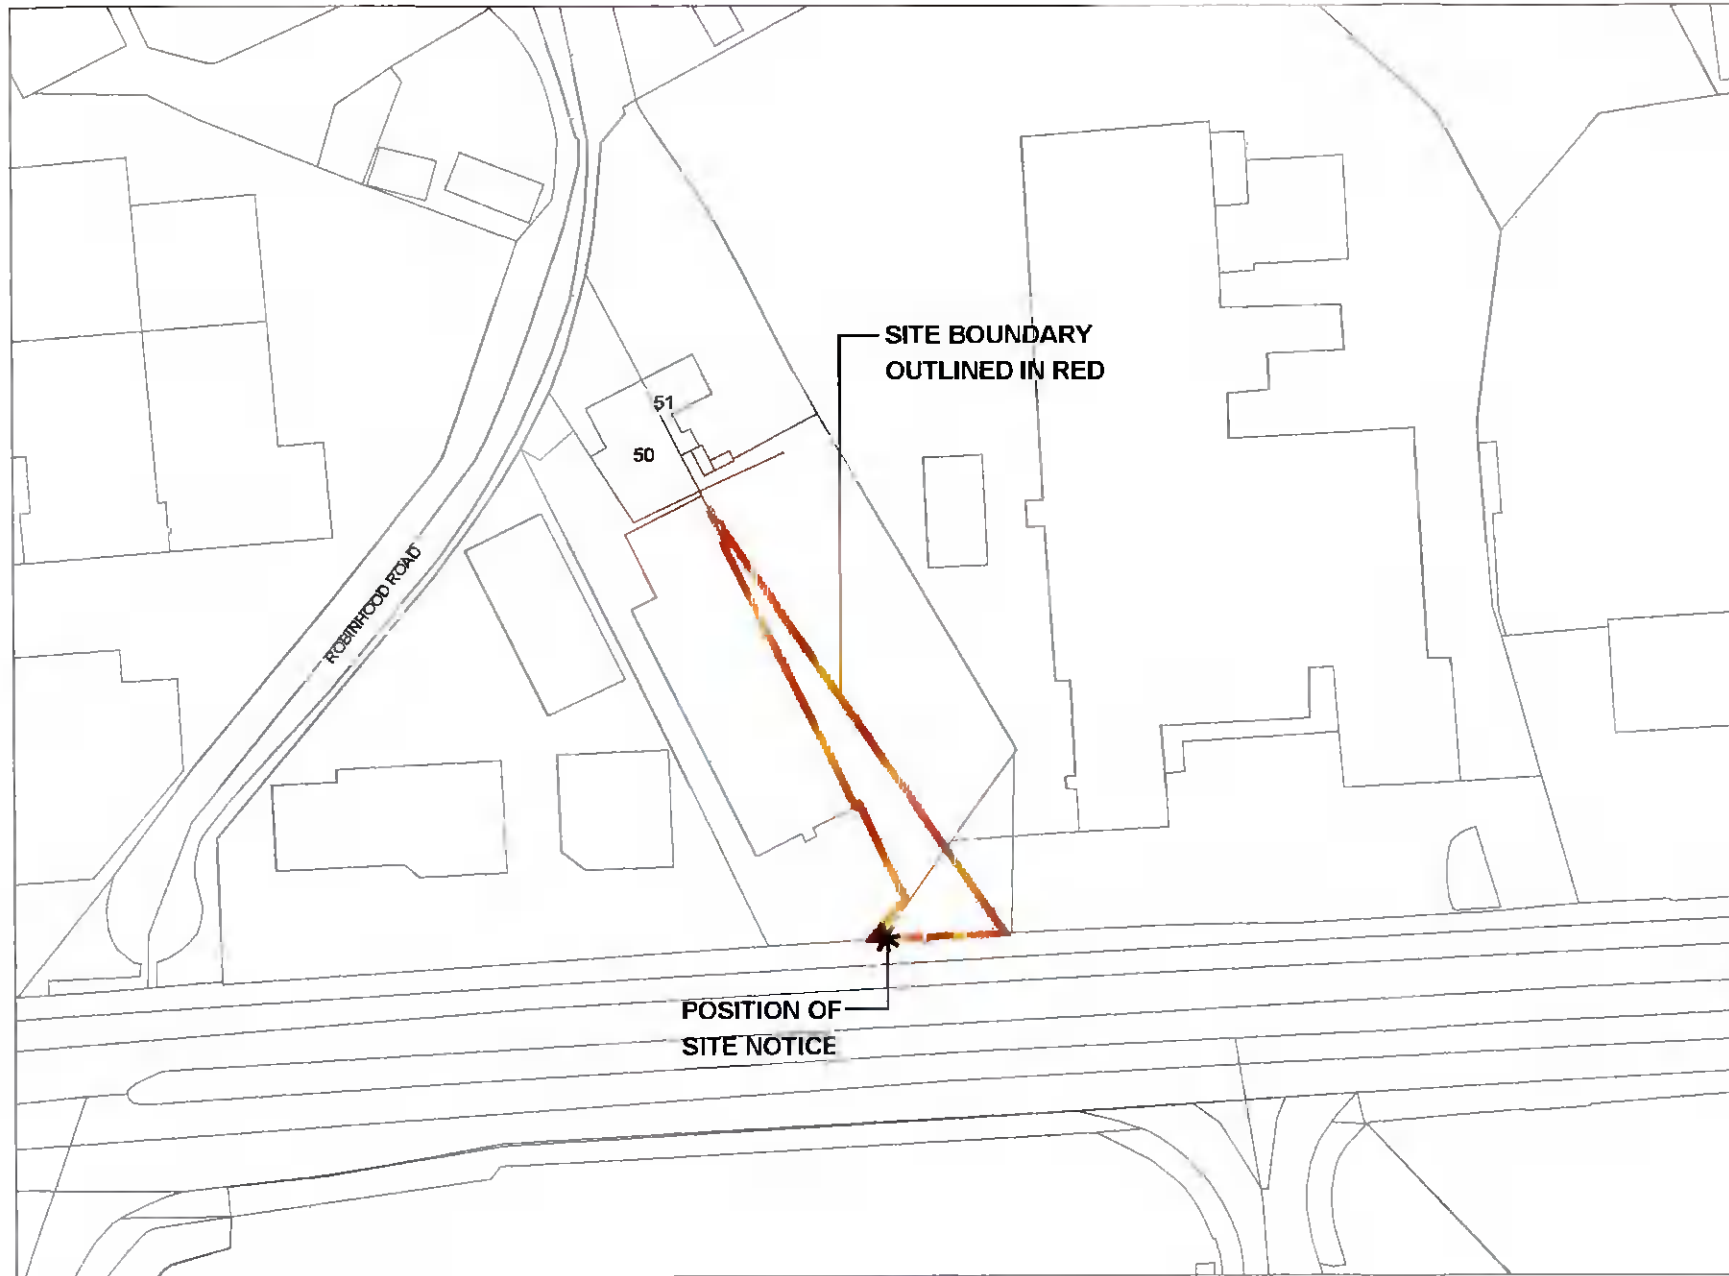 SITE BOUNDARY
OUTLINED IN RED
51
50
ROBINHOOD ROAD
POSITION OF
SITE NOTICE